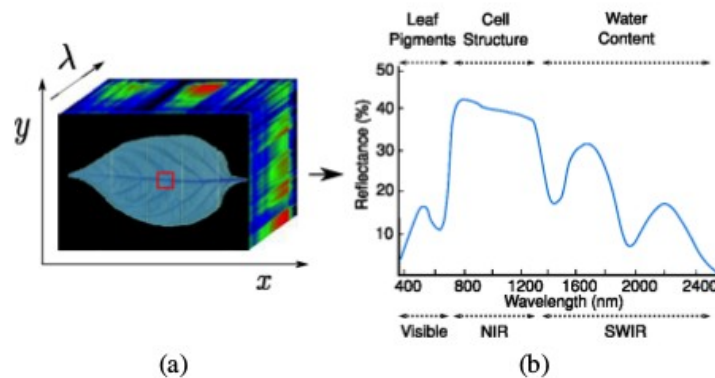 λ
y
x
(a)
Leaf Pigments
Cell Structure
Water Content
Reflectance (%)
50
40
30
20
10
400 800 1200 1600 2000 2400
Wavelength (nm)
Visible NIR SWIR
(b)